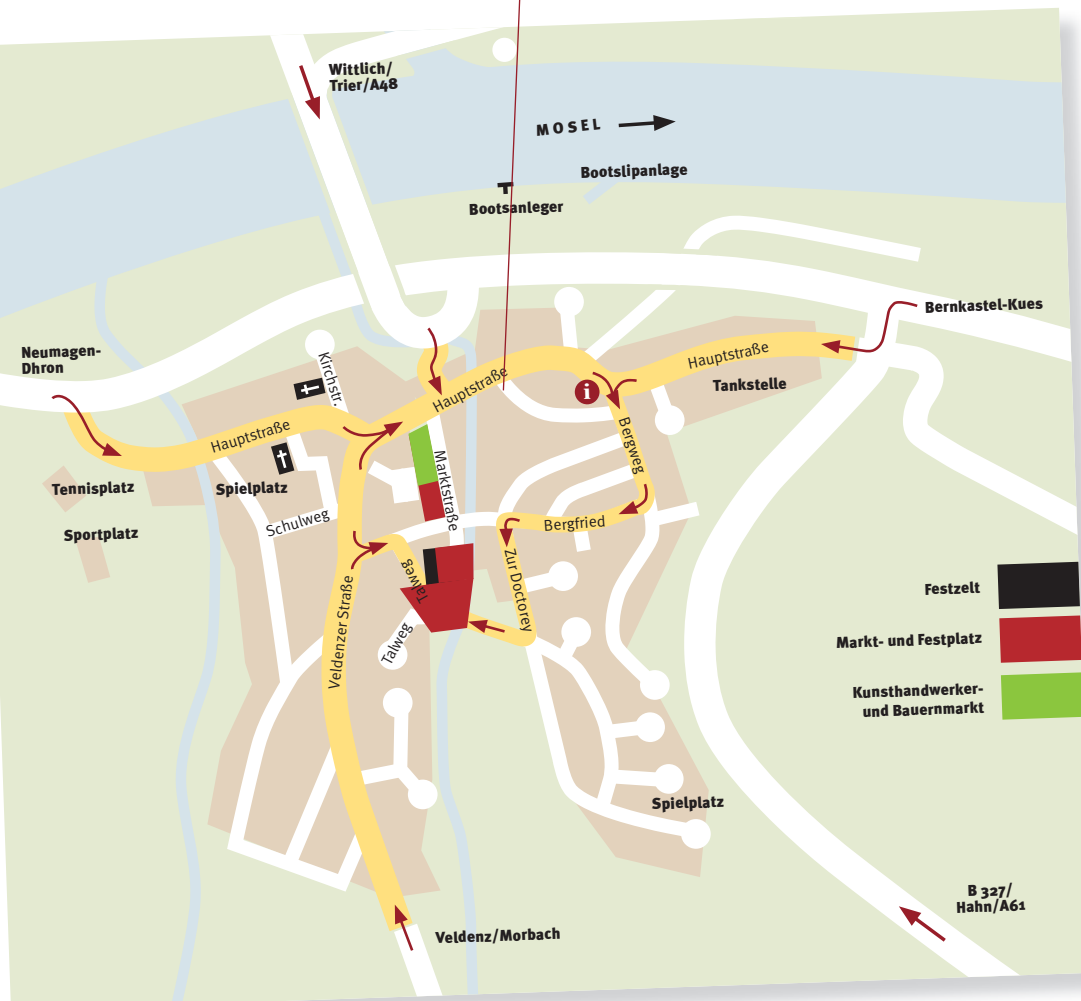 Wittlich/
Trier/A48
MOSEL
Bootslipanlage
Bootsanleger
Bernkastel-Kues
Neumagen-
Dhron
Kirchstr.
Hauptstraße
Hauptstraße
Hauptstraße
Tankstelle
i
Bergweg
Marktstraße
Tennisplatz
Spielplatz
Sportplatz
Schulweg
Bergfried
Zur Doctorey
Talweg
Talweg
Veldenzer Straße
Festzelt
Markt- und Festplatz
Kunsthandwerker-
und Bauernmarkt
Spielplatz
B 327/
Hahn/A61
Veldenz/Morbach